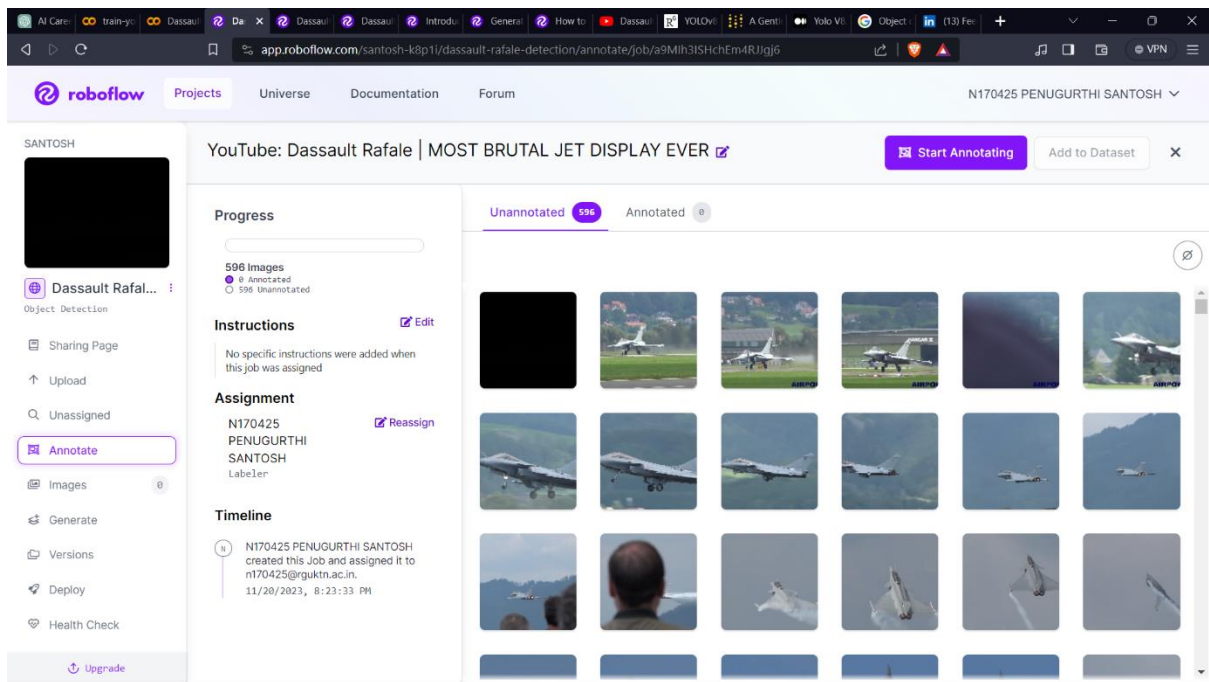 AI Care
train-yo
Dassaul
Da:
Dassaul
Dassaul
Introdu
General
How to
Dassaul
YOLOv8
A Gentl
Yolo V8.
Object
(13) Fee
app.roboflow.com/santosh-k8p1i/dassault-rafale-detection/annotate/job/a9MIh3ISHchEm4RJJgj6
VPN
roboflow
Projects
Universe
Documentation
Forum
N170425 PENUGURTHI SANTOSH
SANTOSH
Dassault Rafal...
Object Detection
Sharing Page
Upload
Unassigned
Annotate
Images 0
Generate
Versions
Deploy
Health Check
Upgrade
YouTube: Dassault Rafale | MOST BRUTAL JET DISPLAY EVER
Start Annotating
Add to Dataset
Progress
596 Images
0 Annotated
596 Unannotated
Instructions
Edit
No specific instructions were added when
this job was assigned
Assignment
N170425
PENUGURTHI
SANTOSH
Reassign
Labeler
Timeline
N
N170425 PENUGURTHI SANTOSH
created this Job and assigned it to
n170425@rguktn.ac.in.
11/20/2023, 8:23:33 PM
Unannotated 596
Annotated 0